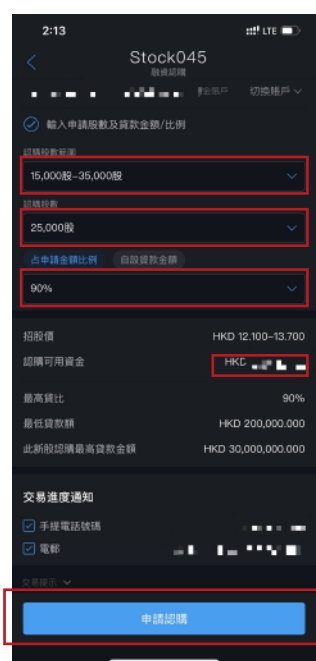 2:13
LTE
Stock045
融資認購
切換賬戶
輸入申請股數及貸款金額/比例
認購股數範圍
15,000股–35,000股
認購股數
25,000股
占申請金額比例 自設貸款金額
90%
招股價 HKD 12.100–13.700
認購可用資金 HKD
最高貸比 90%
最低貸款額 HKD 200,000.000
此新股認購最高貸款金額 HKD 30,000,000.000
交易進度通知
手提電話號碼
電郵
交易提示
申請認購